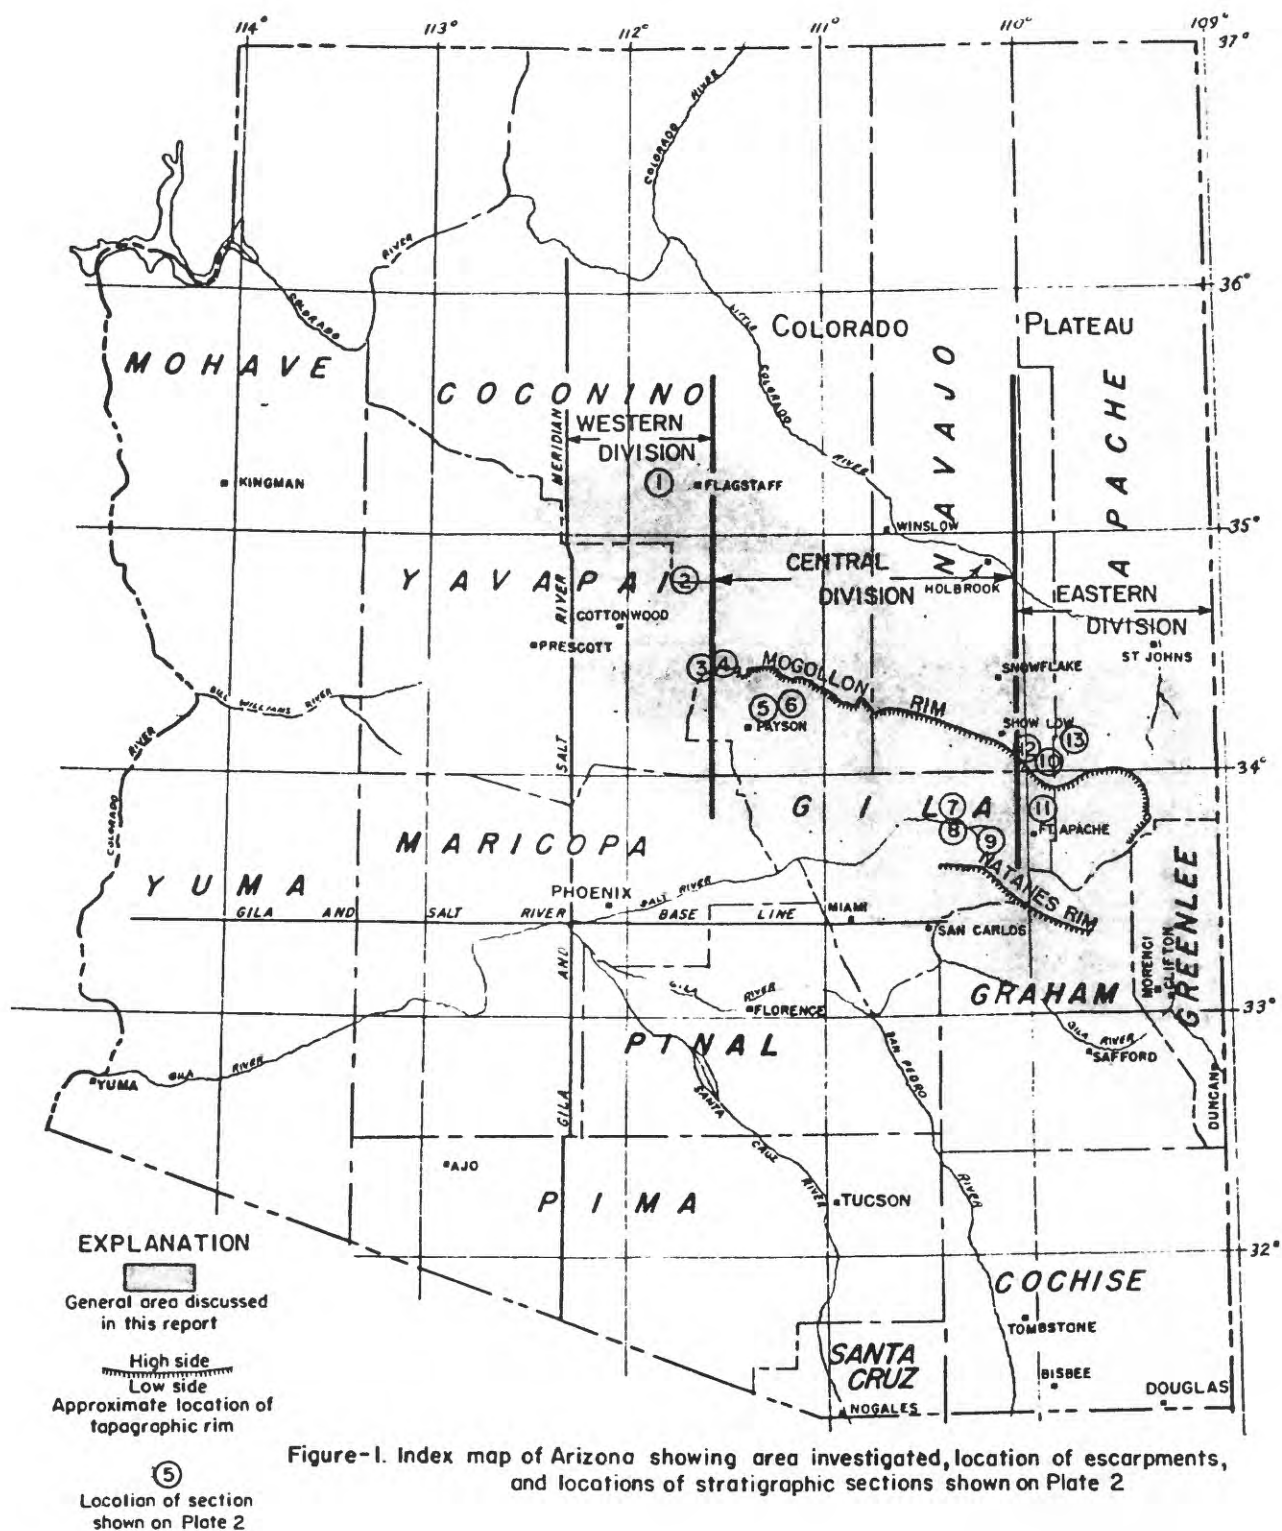 114° 113° 112° 111° 110° 109°
37°
COLORADO RIVER
COLORADO RIVER
36°
COLORADO
RIVER
LITTLE COLORADO RIVER
COLORADO PLATEAU
MOHAVE
COCONINO
NAVAJO
APACHE
MERIDIAN
WESTERN
DIVISION
1
FLAGSTAFF
KINGMAN
WINSLOW
35°
YAVAPAI
2
CENTRAL
DIVISION
HOLBROOK
EASTERN
DIVISION
RIVER
COTTONWOOD
PRESCOTT
ST JOHNS
3
4
MOGOLLON
RIM
SNOWFLAKE
BILL WILLIAMS RIVER
RIVER
5
6
PAYSON
SHOW LOW
12
13
10
SALT
34°
GILA
7
8
9
11
FT. APACHE
COLORADO
MARICOPA
NATANES RIM
GREENLEE
YUMA
PHOENIX
SALT RIVER
GILA AND SALT RIVER BASE LINE
MIAMI
SAN CARLOS
MORENCI
CLIFTON
AND
GILA
RIVER
FLORENCE
GRAHAM
33°
PINAL
GILA RIVER
SAFFORD
SAN PEDRO
YUMA
GILA RIVER
GILA
SANTA
CRUZ
RIVER
DUNCAN
AJO
PIMA
TUCSON
RIVER
32°
EXPLANATION
General area discussed
in this report
COCHISE
TOMBSTONE
High side
Low side
Approximate location of
tapagraphic rim
SANTA
CRUZ
BISBEE
DOUGLAS
NOGALES
5
Location of section
shown on Plate 2
Figure-1. Index map of Arizona showing area investigated, location of escarpments,
and locations of stratigraphic sections shown on Plate 2